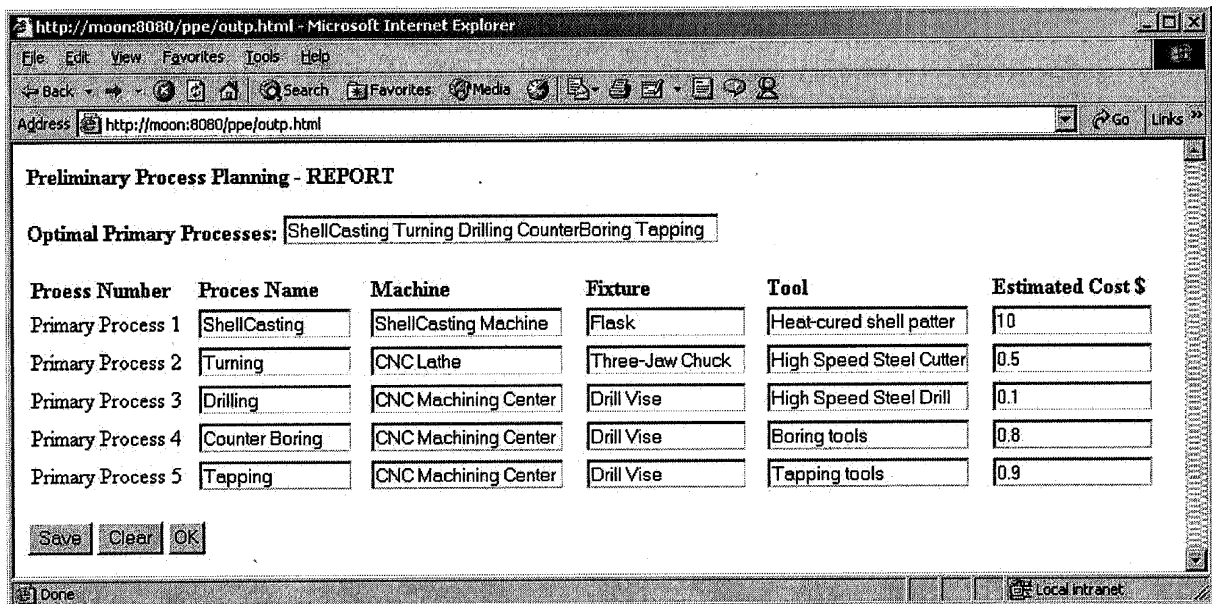 http://moon:8080/ppe/outp.html - Microsoft Internet Explorer
File Edit View Favorites Tools Help
Back Search Favorites Media
Address http://moon:8080/ppe/outp.html Go Links »
Preliminary Process Planning - REPORT
Optimal Primary Processes: ShellCasting Turning Drilling CounterBoring Tapping
Proess Number Proces Name Machine Fixture Tool Estimated Cost $
Primary Process 1 ShellCasting ShellCasting Machine Flask Heat-cured shell patter 10
Primary Process 2 Turning CNC Lathe Three-Jaw Chuck High Speed Steel Cutter 0.5
Primary Process 3 Drilling CNC Machining Center Drill Vise High Speed Steel Drill 0.1
Primary Process 4 Counter Boring CNC Machining Center Drill Vise Boring tools 0.8
Primary Process 5 Tapping CNC Machining Center Drill Vise Tapping tools 0.9
Save Clear OK
Done Local intranet